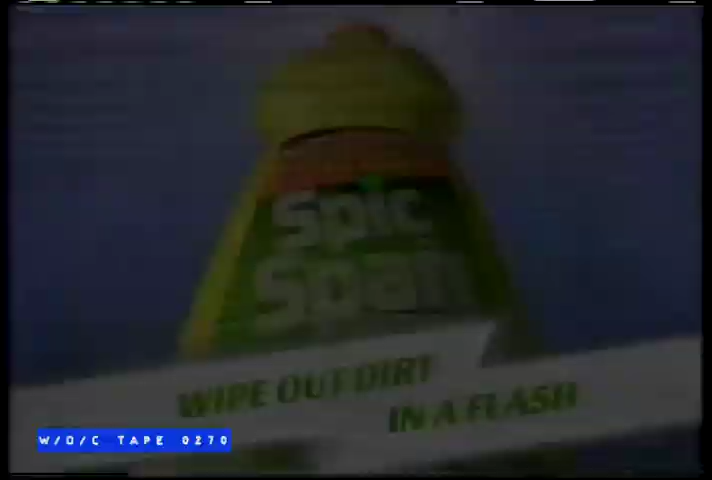 Spic
Span
WIPE OUT DIRT
IN A FLASH
W/O/C TAPE 0270